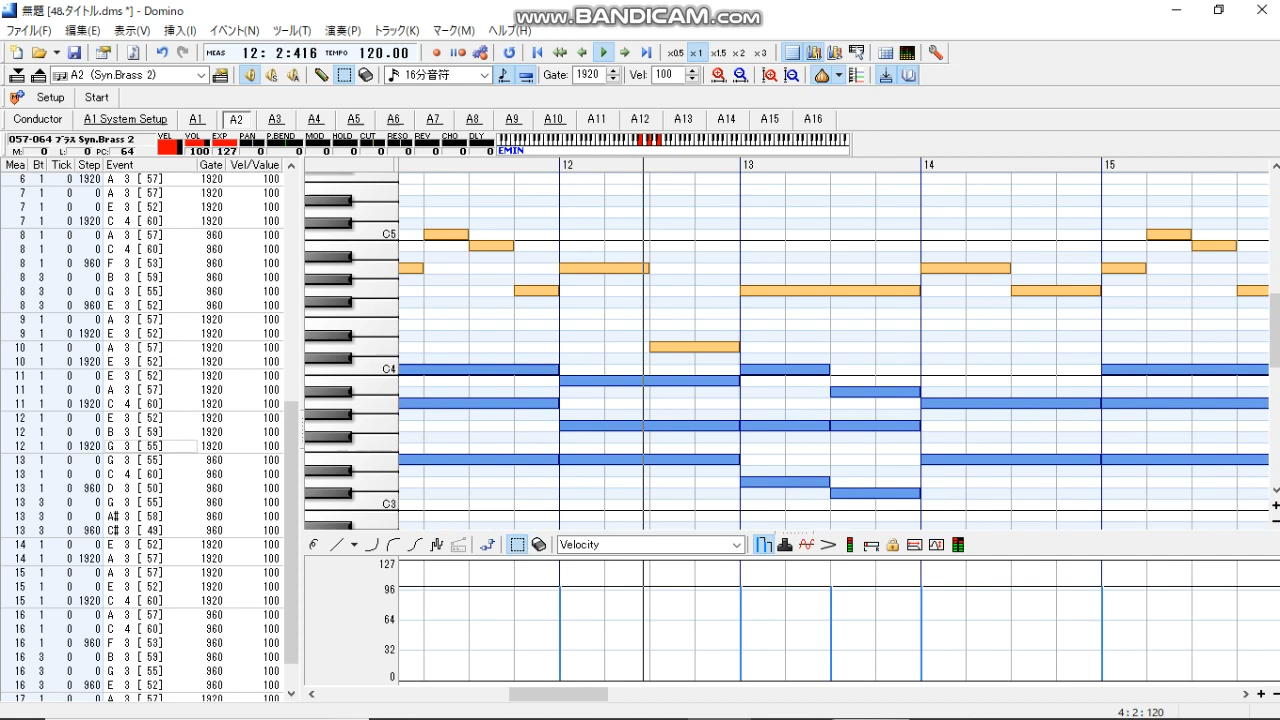 無題 [48.タイトル.dms *] - Domino
www.BANDICAM.com
ファイル(F) 編集(E) 表示(V) 挿入(I) イベント(N) ツール(T) 演奏(P) トラック(K) マーク(M) ヘルプ(H)
MEAS 12: 2:416 TEMPO 120.00 x0.5 x1 x1.5 x2 x3
A2 (Syn.Brass 2) 16分音符 Gate: 1920 Vel: 100
Setup Start
Conductor A1 System Setup A1 A2 A3 A4 A5 A6 A7 A8 A9 A10 A11 A12 A13 A14 A15 A16
057-064 ブラス Syn.Brass 2 VEL VOL EXP PAN P.BEND MOD HOLD CUT RESO REV CHO DLY
M: 0 L: 0 PC: 64 100 127 0 0 0 0 0 0 0 0 0 EMIN
Mea Bt Tick Step Event Gate Vel/Value 12 13 14 15
6 1 0 1920 A 3 [ 57] 1920 100
7 1 0 0 A 3 [ 57] 1920 100
7 1 0 0 E 3 [ 52] 1920 100
7 1 0 1920 C 4 [ 60] 1920 100
8 1 0 0 A 3 [ 57] 960 100
8 1 0 0 C 4 [ 60] 960 100
8 1 0 960 F 3 [ 53] 960 100
8 3 0 0 B 3 [ 59] 960 100
8 3 0 0 G 3 [ 55] 960 100
8 3 0 960 E 3 [ 52] 960 100
9 1 0 0 A 3 [ 57] 1920 100
9 1 0 1920 E 3 [ 52] 1920 100
10 1 0 0 A 3 [ 57] 1920 100
10 1 0 1920 E 3 [ 52] 1920 100
11 1 0 0 E 3 [ 52] 1920 100
11 1 0 0 A 3 [ 57] 1920 100
11 1 0 1920 C 4 [ 60] 1920 100
12 1 0 0 E 3 [ 52] 1920 100
12 1 0 0 B 3 [ 59] 1920 100
12 1 0 1920 G 3 [ 55] 1920 100
13 1 0 0 G 3 [ 55] 960 100
13 1 0 0 C 4 [ 60] 960 100
13 1 0 960 D 3 [ 50] 960 100
13 3 0 0 G 3 [ 55] 960 100
13 3 0 0 A# 3 [ 58] 960 100
13 3 0 960 C# 3 [ 49] 960 100
14 1 0 0 E 3 [ 52] 1920 100
14 1 0 1920 A 3 [ 57] 1920 100
15 1 0 0 A 3 [ 57] 1920 100
15 1 0 0 E 3 [ 52] 1920 100
15 1 0 1920 C 4 [ 60] 1920 100
16 1 0 0 A 3 [ 57] 960 100
16 1 0 0 C 4 [ 60] 960 100
16 1 0 960 F 3 [ 53] 960 100
16 3 0 0 B 3 [ 59] 960 100
16 3 0 0 G 3 [ 55] 960 100
16 3 0 960 E 3 [ 52] 960 100
17 1 0 0 A 3 [ 57] 1920 100
C5
C4
C3
Velocity
127
96
64
32
0
4:2:120